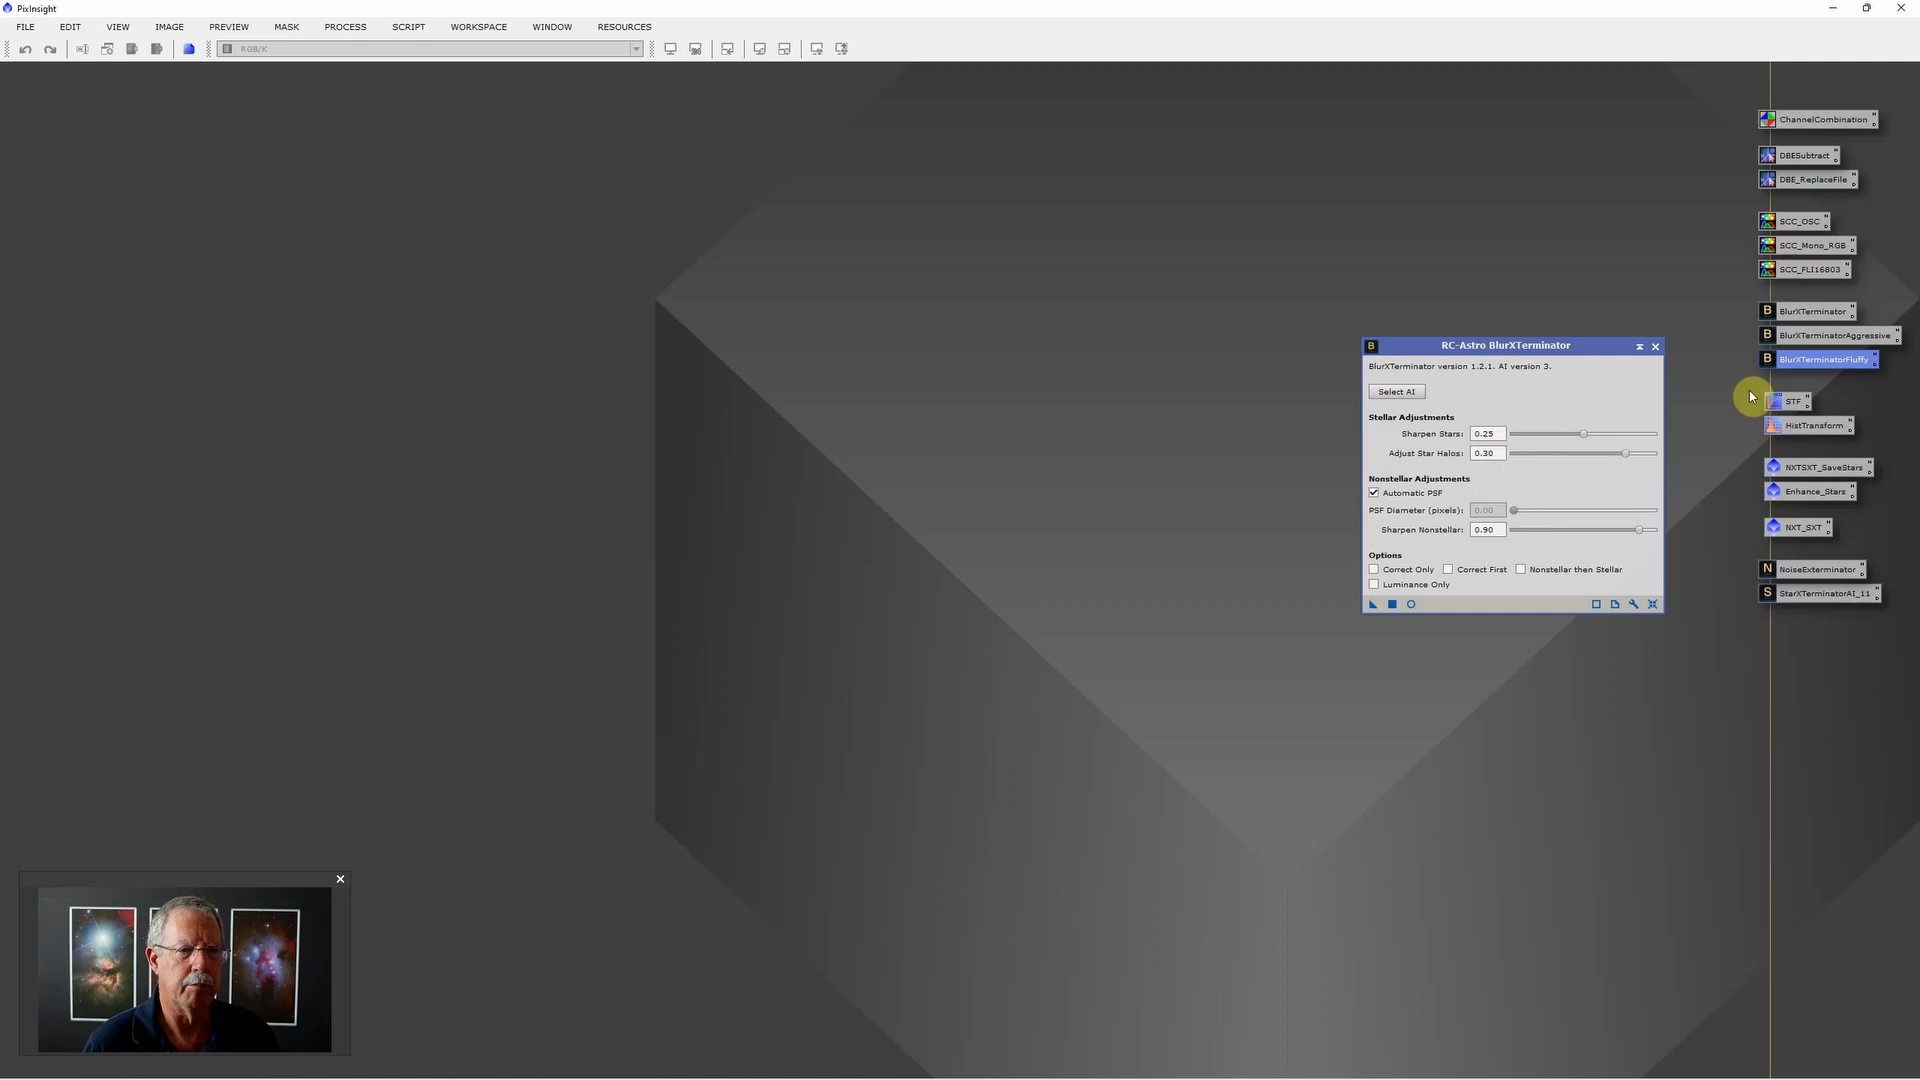 PixInsight
FILE EDIT VIEW IMAGE PREVIEW MASK PROCESS SCRIPT WORKSPACE WINDOW RESOURCES
RGB/K
ChannelCombination
DBESubtract
DBE_ReplaceFile
SCC_OSC
SCC_Mono_RGB
SCC_FLI16803
BlurXTerminator
BlurXTerminatorAggressive
BlurXTerminatorFluffy
STF
HistTransform
NXTSXT_SaveStars
Enhance_Stars
NXT_SXT
NoiseExterminator
StarXTerminatorAI_11
RC-Astro BlurXTerminator
BlurXTerminator version 1.2.1. AI version 3.
Select AI
Stellar Adjustments
Sharpen Stars: 0.25
Adjust Star Halos: 0.30
Nonstellar Adjustments
Automatic PSF
PSF Diameter (pixels): 0.00
Sharpen Nonstellar: 0.90
Options
Correct Only Correct First Nonstellar then Stellar
Luminance Only